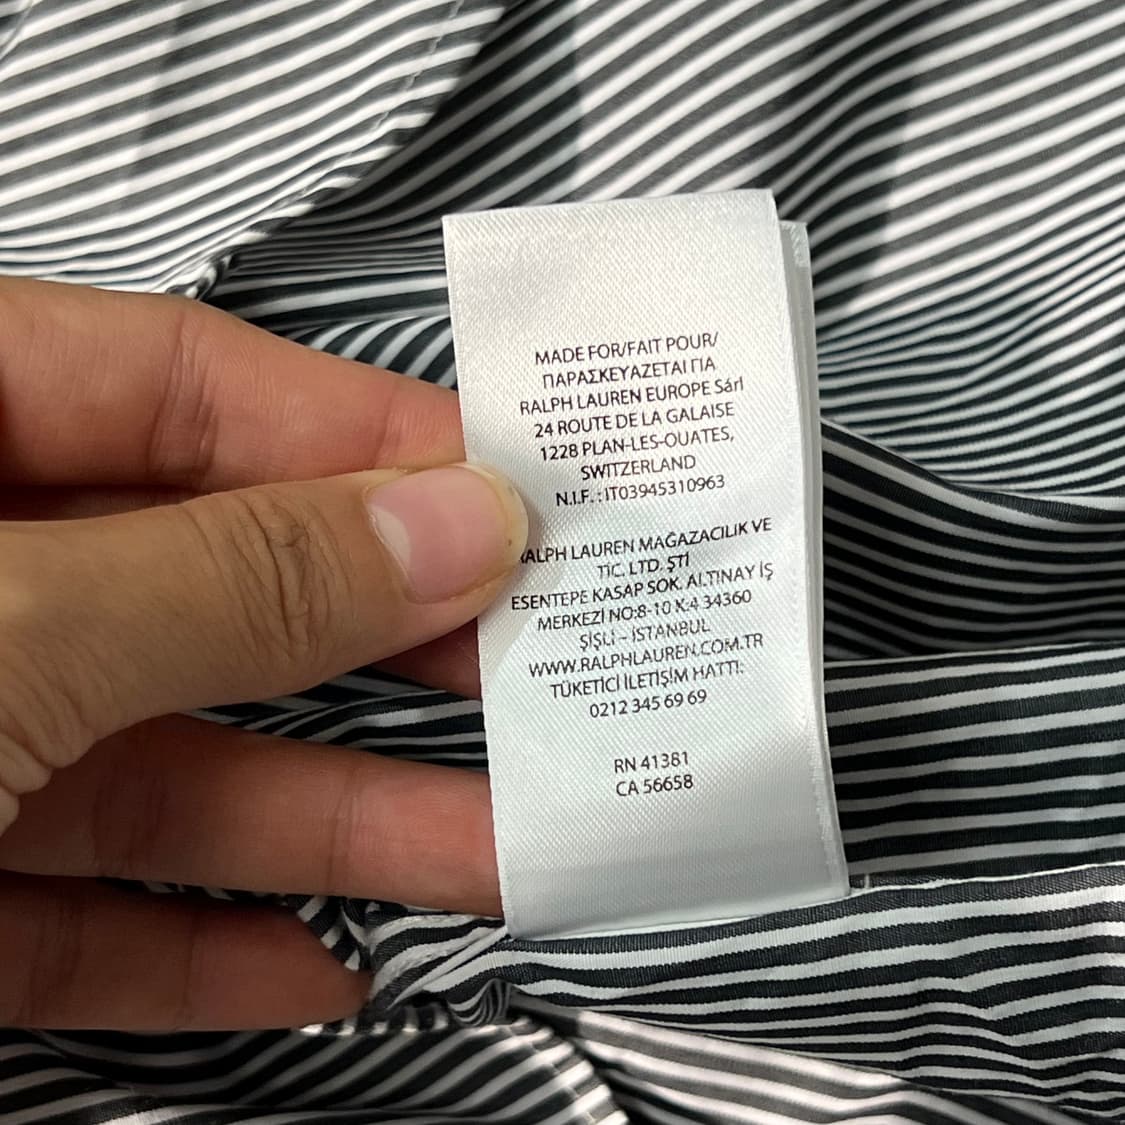 MADE FOR/FAIT POUR/
ΠΑΡΑΣΚΕΥΑΖΕΤΑΙ ΓΙΑ
RALPH LAUREN EUROPE Sárl
24 ROUTE DE LA GALAISE
1228 PLAN-LES-OUATES,
SWITZERLAND
N.I.F. : IT03945310963
RALPH LAUREN MAĞAZACILIK VE
TİC. LTD. ŞTİ
ESENTEPE KASAP SOK. ALTINAY İŞ
MERKEZİ NO:8-10 K:4 34360
ŞİŞLİ – İSTANBUL
WWW.RALPHLAUREN.COM.TR
TÜKETİCİ İLETİŞİM HATTI:
0212 345 69 69
RN 41381
CA 56658